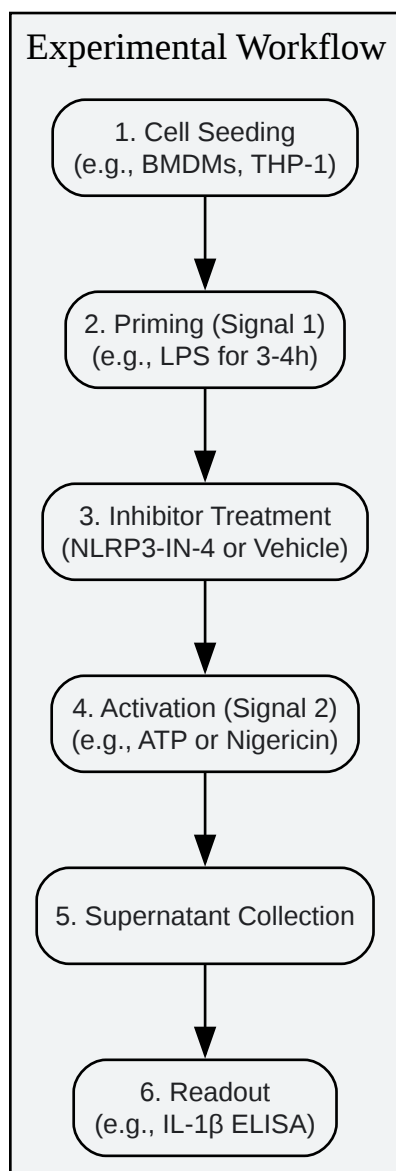 Experimental Workflow
1. Cell Seeding
(e.g., BMDMs, THP-1)
2. Priming (Signal 1)
(e.g., LPS for 3-4h)
3. Inhibitor Treatment
(NLRP3-IN-4 or Vehicle)
4. Activation (Signal 2)
(e.g., ATP or Nigericin)
5. Supernatant Collection
6. Readout
(e.g., IL-1β ELISA)